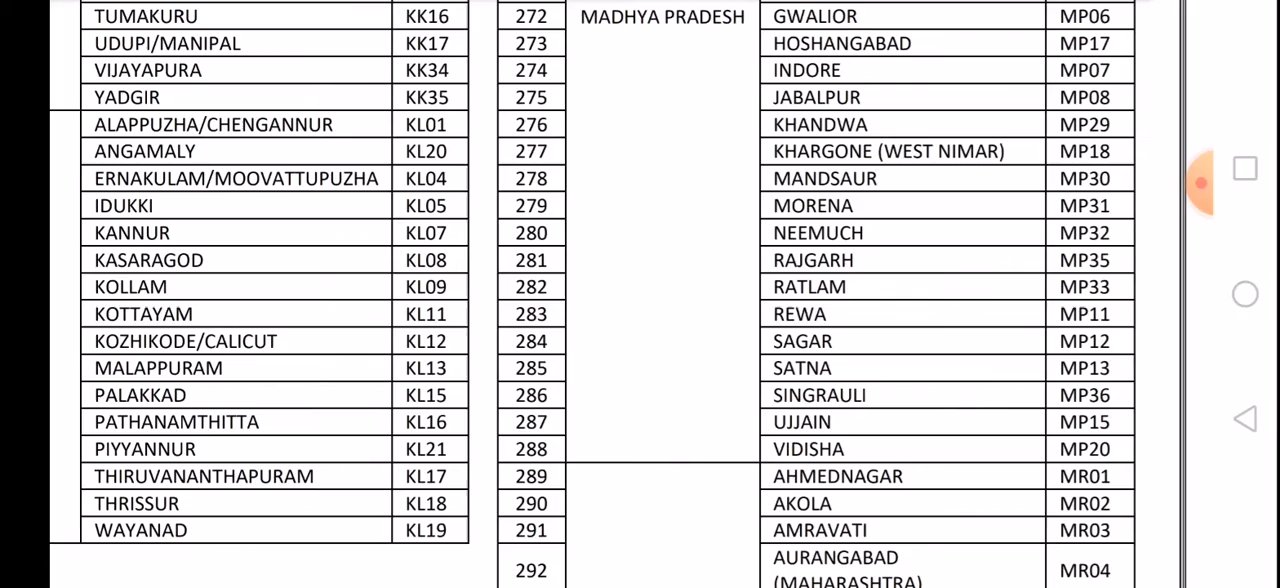 TUMAKURU KK16
UDUPI/MANIPAL KK17
VIJAYAPURA KK34
YADGIR KK35
ALAPPUZHA/CHENGANNUR KL01
ANGAMALY KL20
ERNAKULAM/MOOVATTUPUZHA KL04
IDUKKI KL05
KANNUR KL07
KASARAGOD KL08
KOLLAM KL09
KOTTAYAM KL11
KOZHIKODE/CALICUT KL12
MALAPPURAM KL13
PALAKKAD KL15
PATHANAMTHITTA KL16
PIYYANNUR KL21
THIRUVANANTHAPURAM KL17
THRISSUR KL18
WAYANAD KL19
272 MADHYA PRADESH GWALIOR MP06
273 HOSHANGABAD MP17
274 INDORE MP07
275 JABALPUR MP08
276 KHANDWA MP29
277 KHARGONE (WEST NIMAR) MP18
278 MANDSAUR MP30
279 MORENA MP31
280 NEEMUCH MP32
281 RAJGARH MP35
282 RATLAM MP33
283 REWA MP11
284 SAGAR MP12
285 SATNA MP13
286 SINGRAULI MP36
287 UJJAIN MP15
288 VIDISHA MP20
289 AHMEDNAGAR MR01
290 AKOLA MR02
291 AMRAVATI MR03
292 AURANGABAD MR04
(MAHARASHTRA)